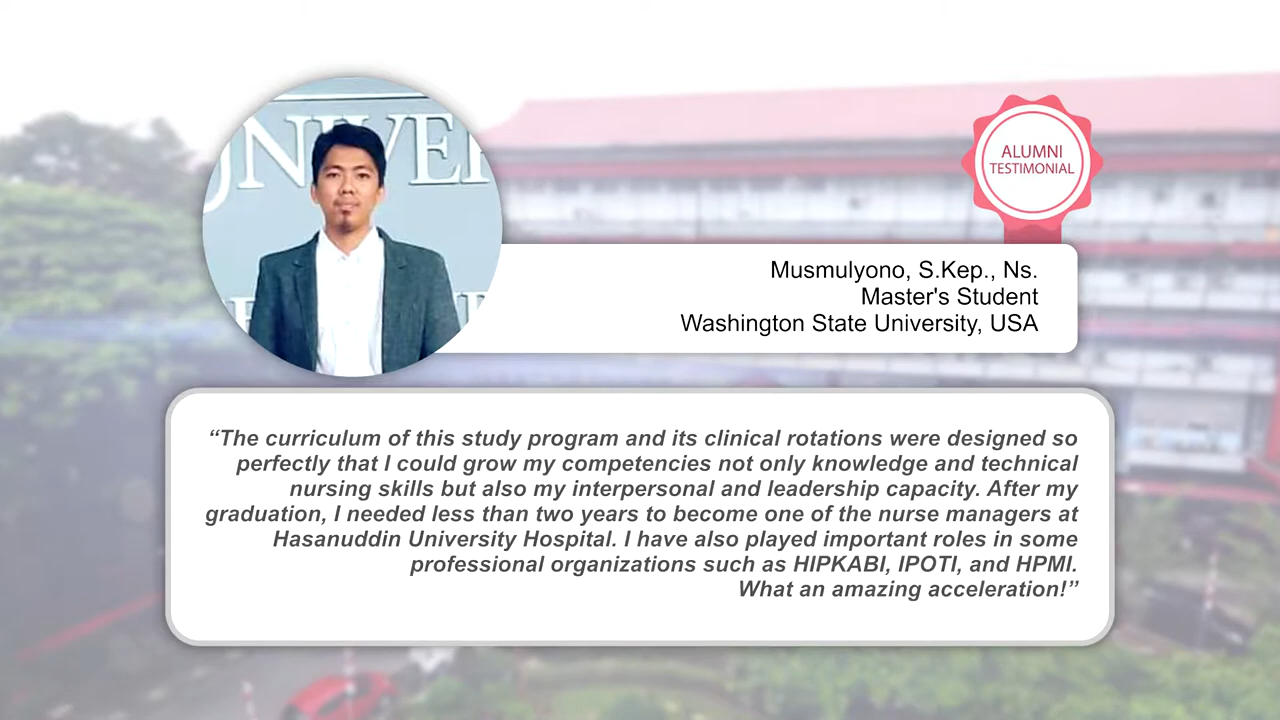 UNIVER
ALUMNI
TESTIMONIAL
Musmulyono, S.Kep., Ns.
Master's Student
Washington State University, USA
“The curriculum of this study program and its clinical rotations were designed so
perfectly that I could grow my competencies not only knowledge and technical
nursing skills but also my interpersonal and leadership capacity. After my
graduation, I needed less than two years to become one of the nurse managers at
Hasanuddin University Hospital. I have also played important roles in some
professional organizations such as HIPKABI, IPOTI, and HPMI.
What an amazing acceleration!”